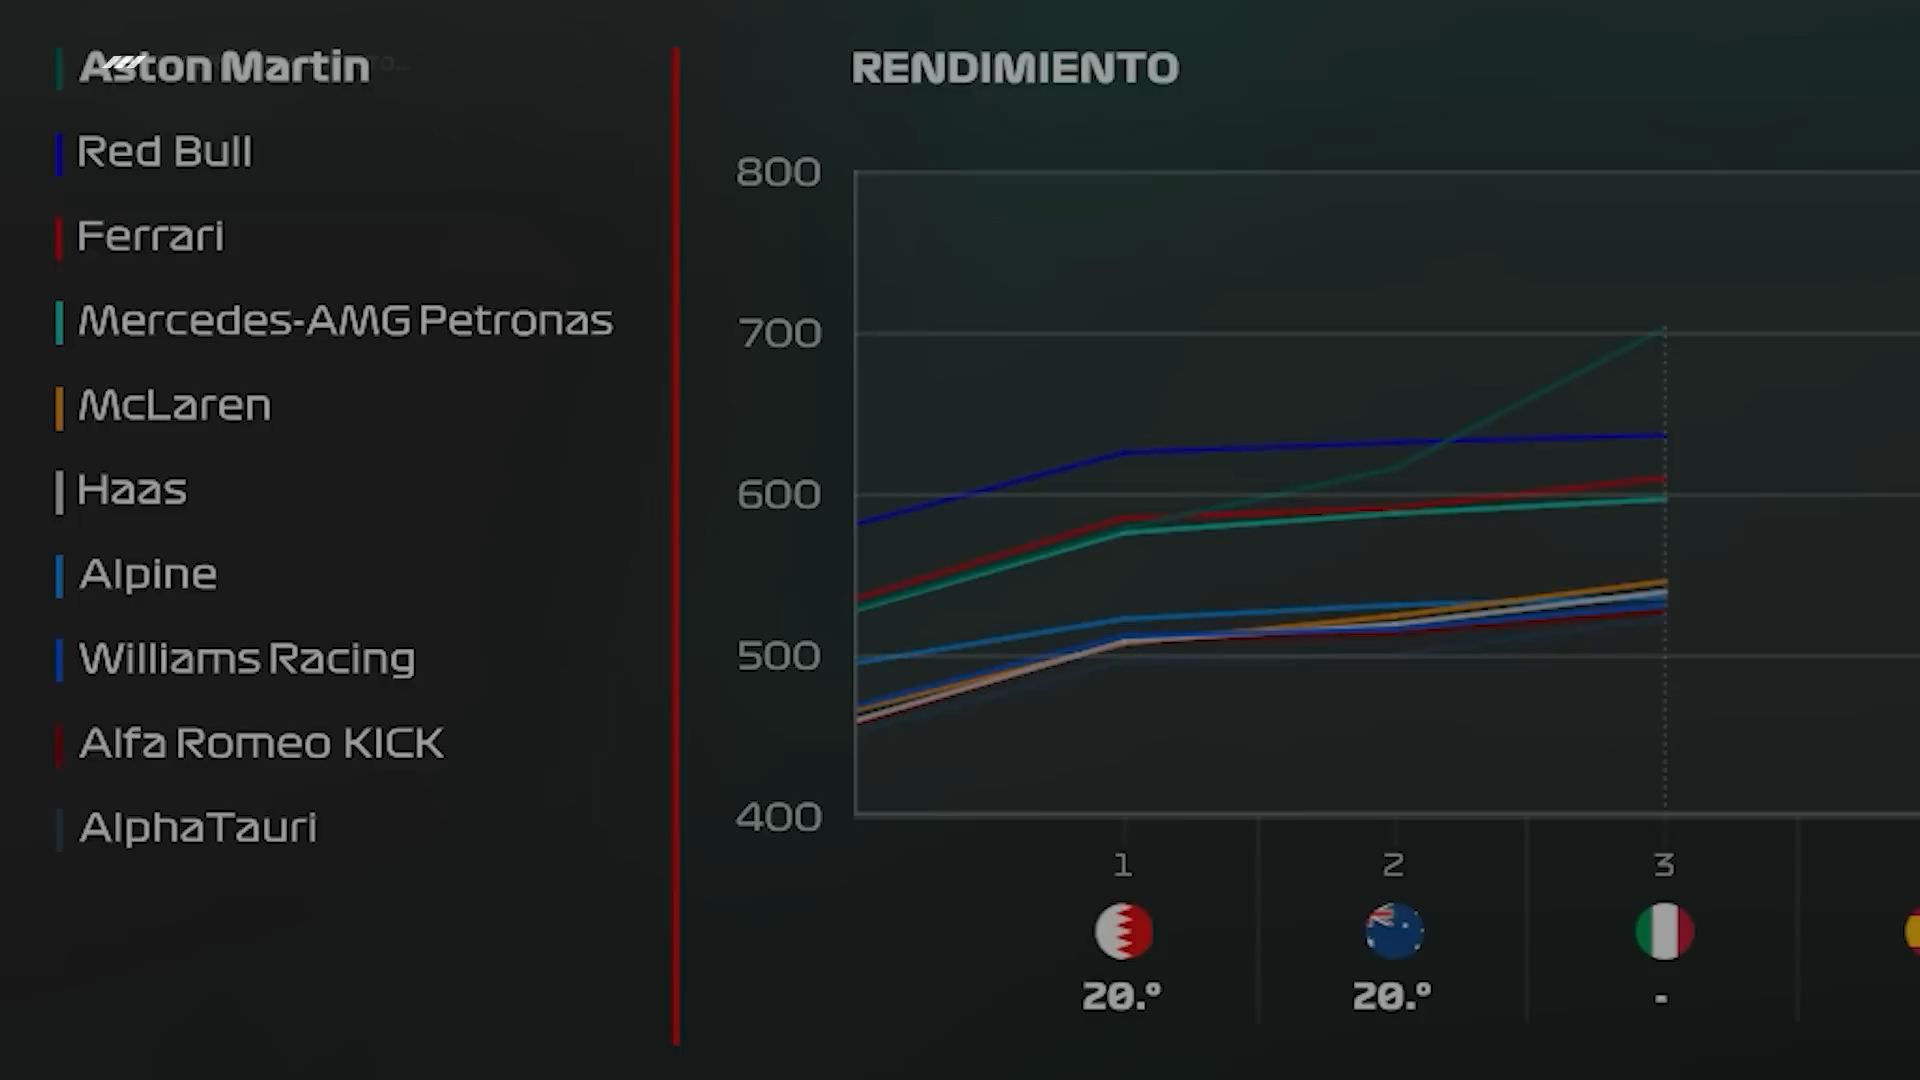 Aston Martin
Red Bull
Ferrari
Mercedes-AMG Petronas
McLaren
Haas
Alpine
Williams Racing
Alfa Romeo KICK
AlphaTauri
RENDIMIENTO
800
700
600
500
400
1 2 3
20.º 20.º -